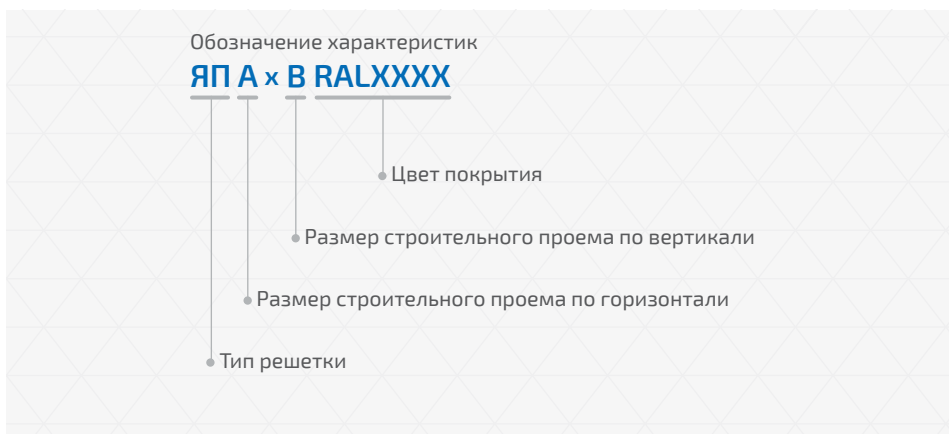 Обозначение характеристик
ЯП А х В RALXXXX
Цвет покрытия
Размер строительного проема по вертикали
Размер строительного проема по горизонтали
Тип решетки